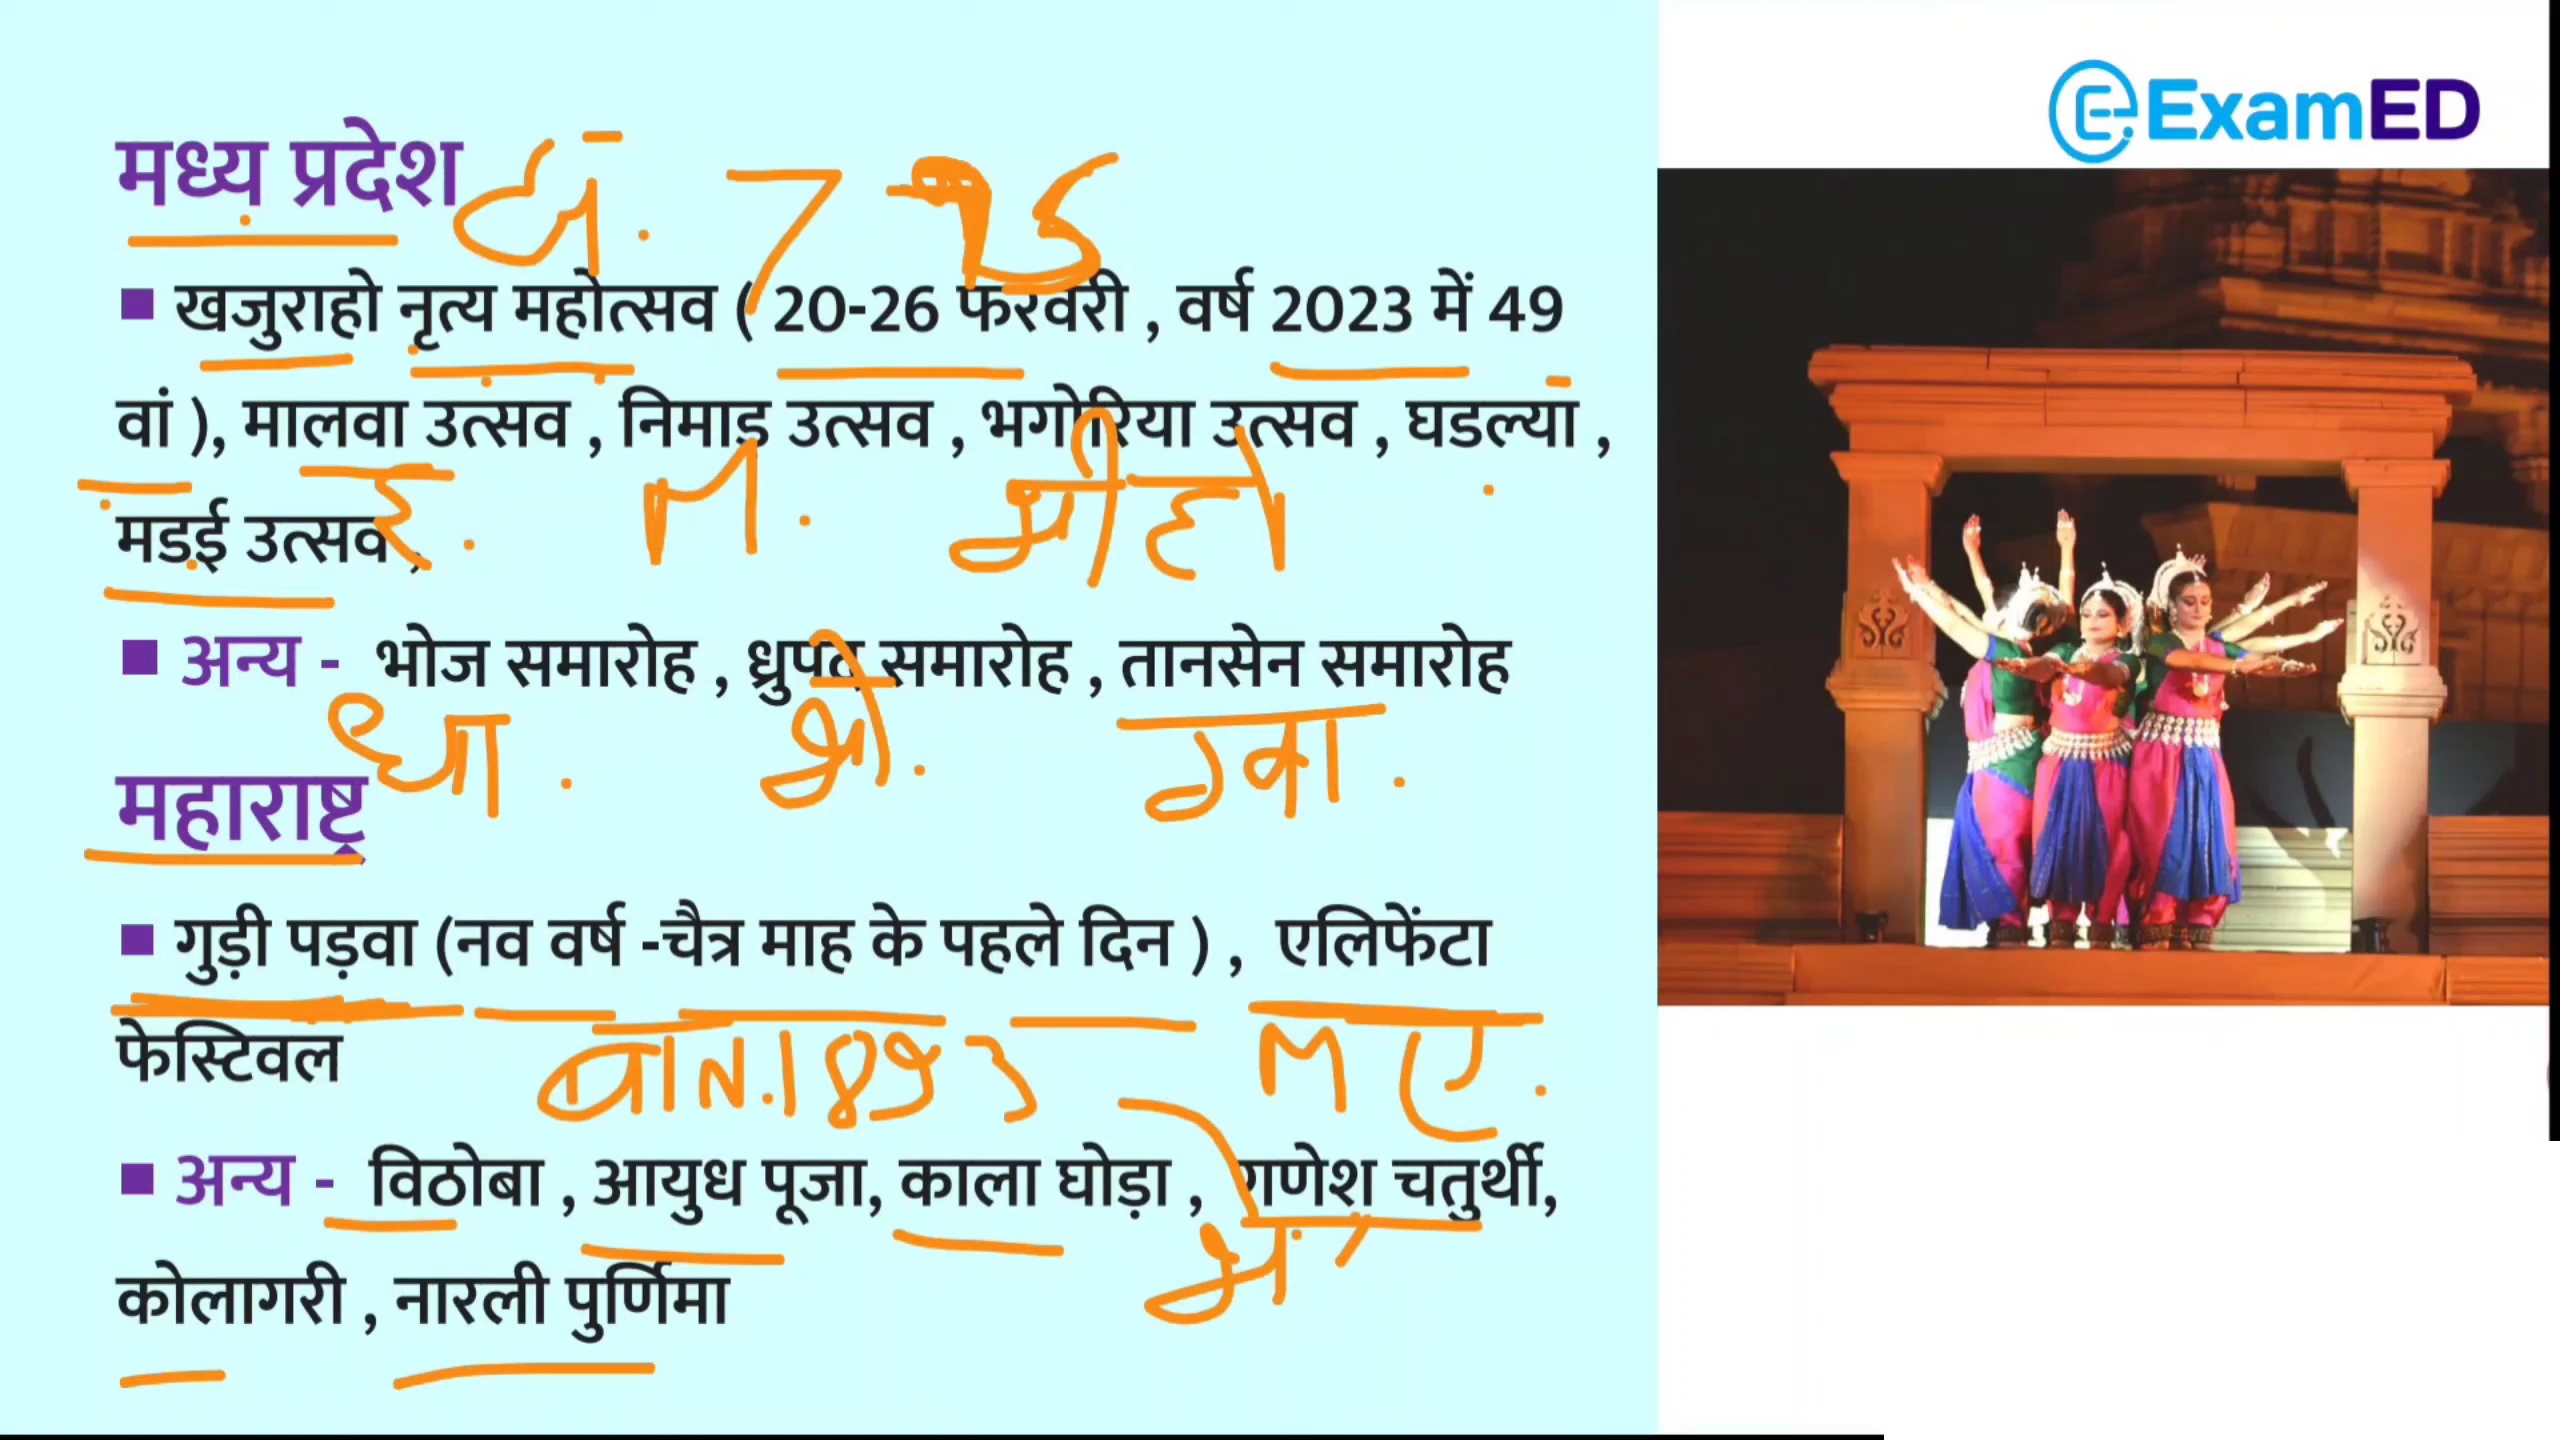 ExamED
मध्य प्रदेश
खजुराहो नृत्य महोत्सव ( 20-26 फरवरी , वर्ष 2023 में 49
वां ), मालवा उत्सव , निमाड़ उत्सव , भगोरिया उत्सव , घडल्या ,
इ. M. भीहो
मडई उत्सव ,
अन्य - भोज समारोह , ध्रुपद समारोह , तानसेन समारोह
धा . भो. ग्वा .
महाराष्ट्र
गुड़ी पड़वा (नव वर्ष -चैत्र माह के पहले दिन ) , एलिफेंटा
फेस्टिवल
1893
अन्य - विठोबा , आयुध पूजा, काला घोड़ा , गणेश चतुर्थी,
कोलागरी , नारली पुर्णिमा